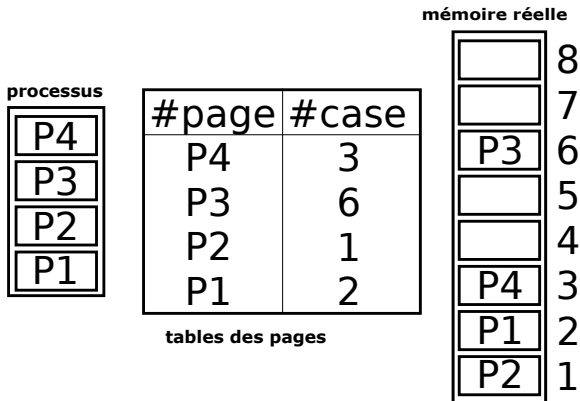 mémoire réelle
processus
P4
P3
P2
P1
#page #case
P4 3
P3 6
P2 1
P1 2
tables des pages
8
7
P3 6
5
4
P4 3
P1 2
P2 1